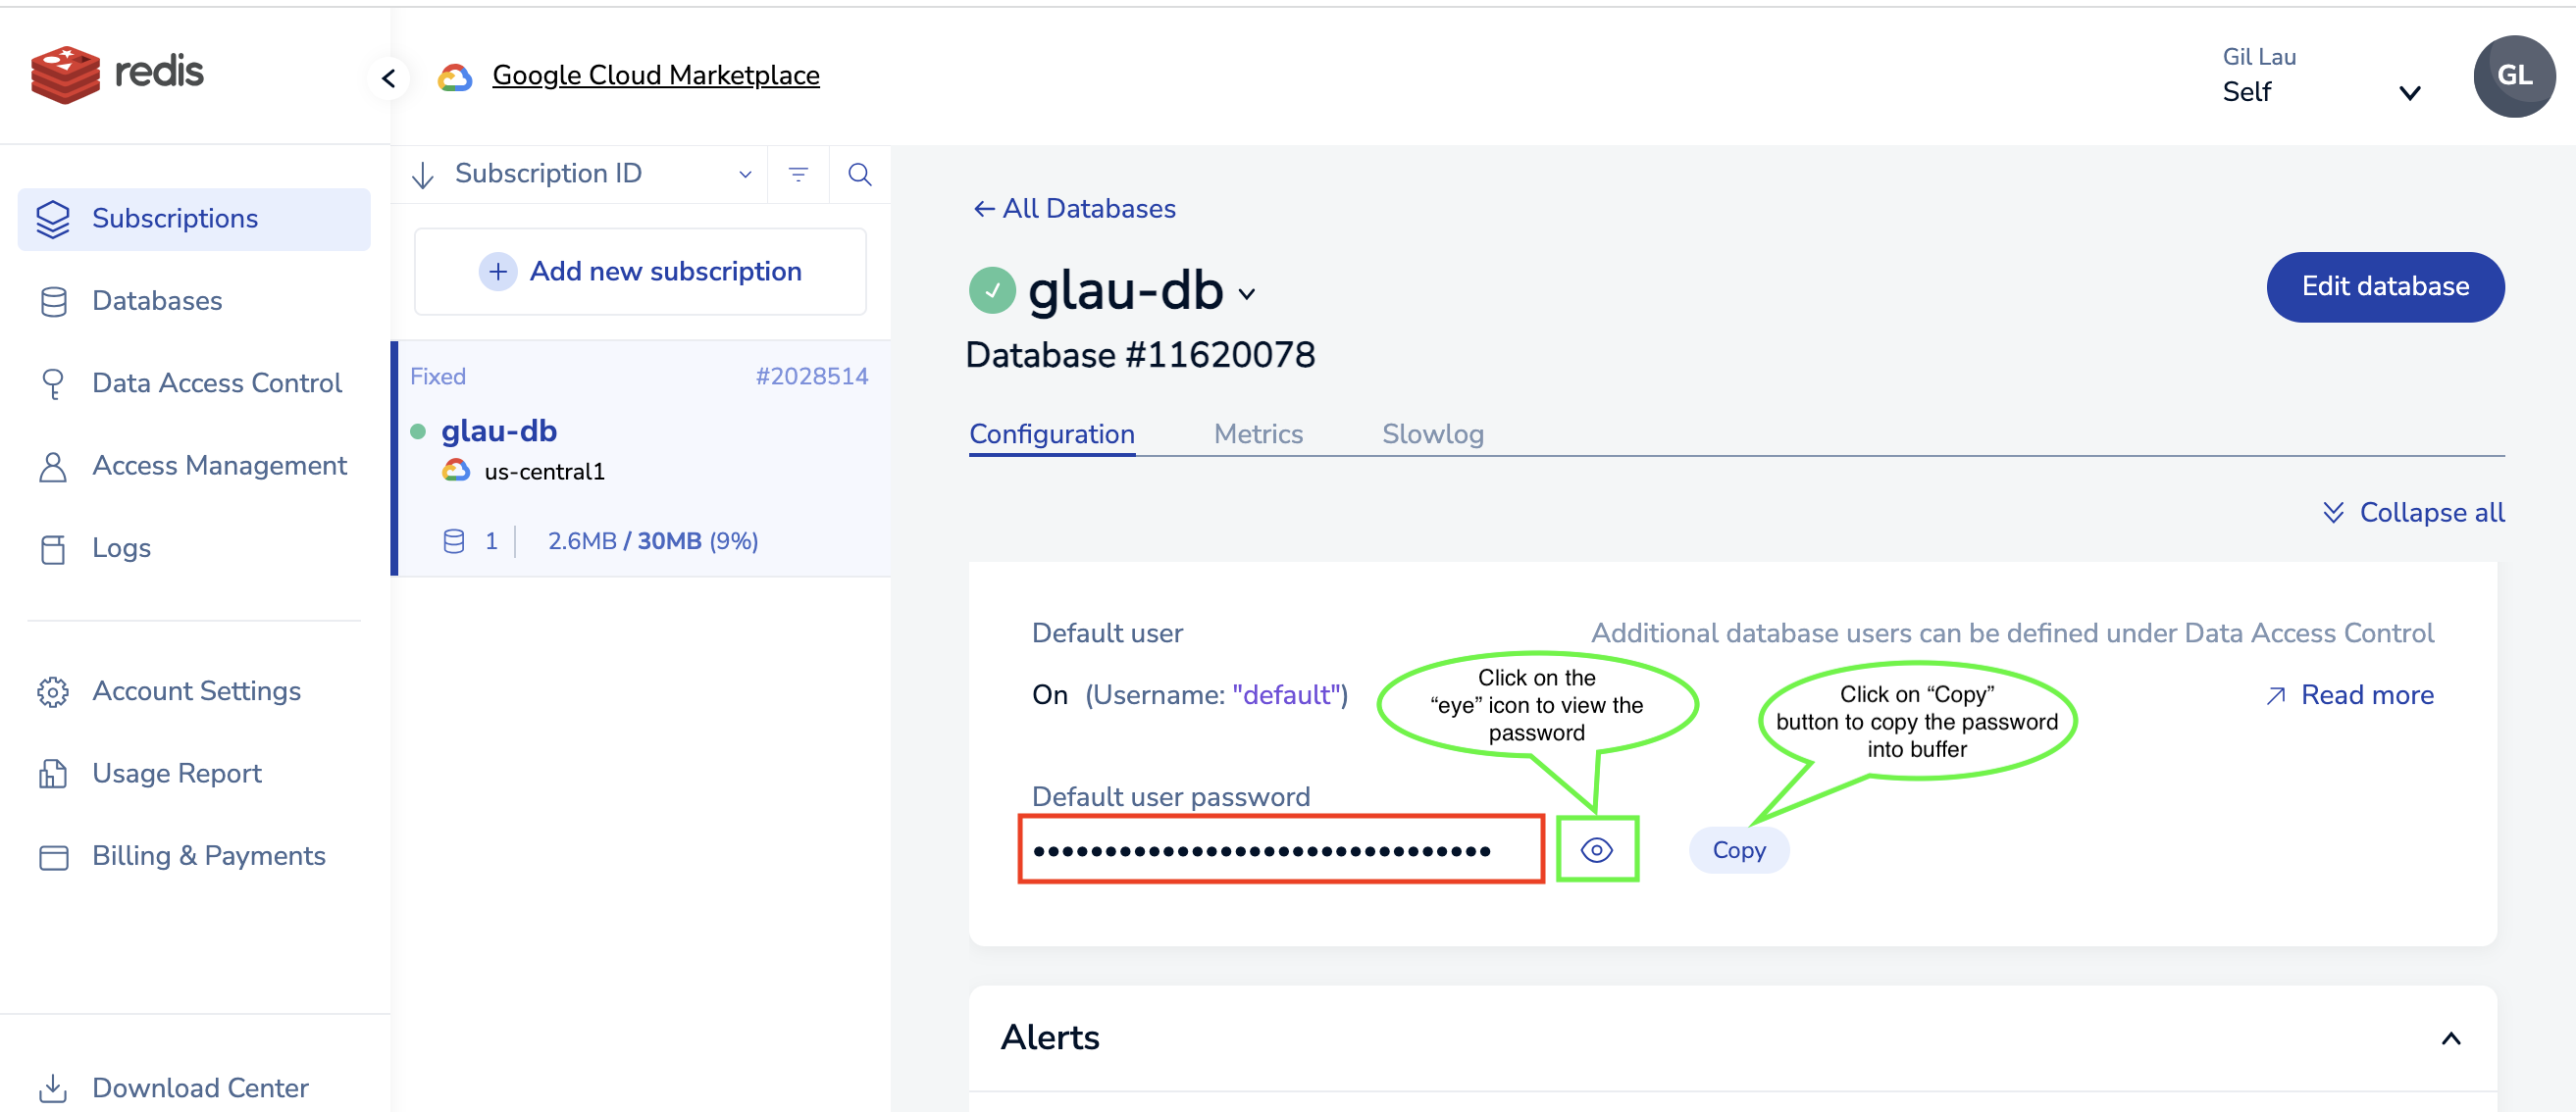 redis
Google Cloud Marketplace
Gil Lau
Self
GL
Subscriptions
Databases
Data Access Control
Access Management
Logs
Account Settings
Usage Report
Billing & Payments
Download Center
Subscription ID
Add new subscription
Fixed #2028514
glau-db
us-central1
1 2.6MB / 30MB (9%)
All Databases
glau-db
Edit database
Database #11620078
Configuration Metrics Slowlog
Collapse all
Default user Additional database users can be defined under Data Access Control
On (Username: "default")
Read more
Click on the
“eye” icon to view the
password
Click on “Copy”
button to copy the password
into buffer
Default user password
••••••••••••••••••••••••••••••••
Copy
Alerts